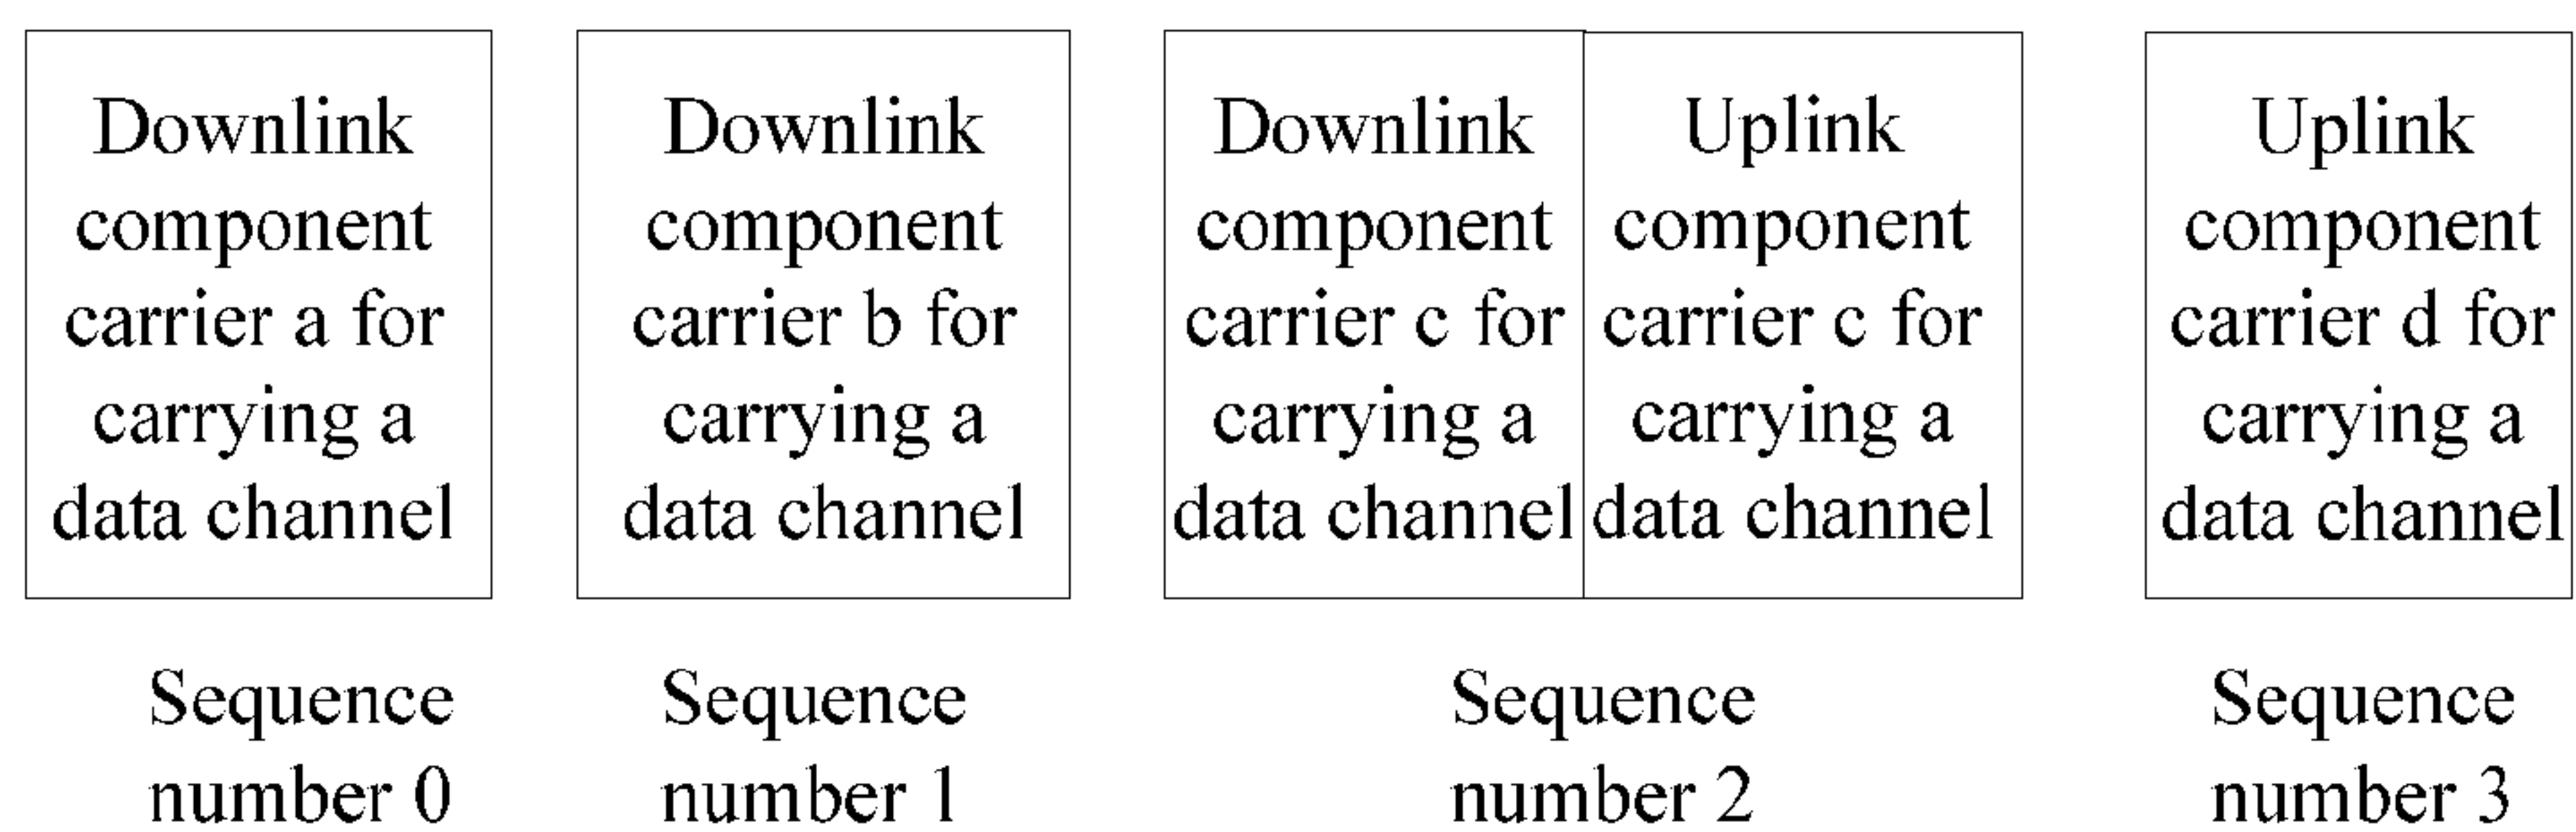 Downlink
component
carrier a for
carrying a
data channel
Downlink
component
carrier b for
carrying a
data channel
Downlink
component
carrier c for
carrying a
data channel
Uplink
component
carrier c for
carrying a
data channel
Uplink
component
carrier d for
carrying a
data channel
Sequence
number 0
Sequence
number 1
Sequence
number 2
Sequence
number 3